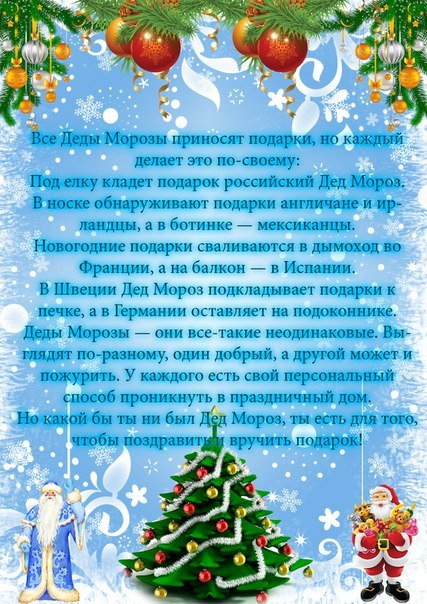 Все Деды Морозы приносят подарки, но каждый
делает это по-своему:
Под елку кладет подарок российский Дед Мороз.
В носке обнаруживают подарки англичане и ир-
ландцы, а в ботинке — мексиканцы.
Новогодние подарки сваливаются в дымоход во
Франции, а на балкон — в Испании.
В Швеции Дед Мороз подкладывает подарки к
печке, а в Германии оставляет на подоконнике.
Деды Морозы — они все-такие неодинаковые. Вы-
глядят по-разному, один добрый, а другой может и
пожурить. У каждого есть свой персональный
способ проникнуть в праздничный дом.
Но какой бы ты ни был Дед Мороз, ты есть для того,
чтобы поздравить и вручить подарок!